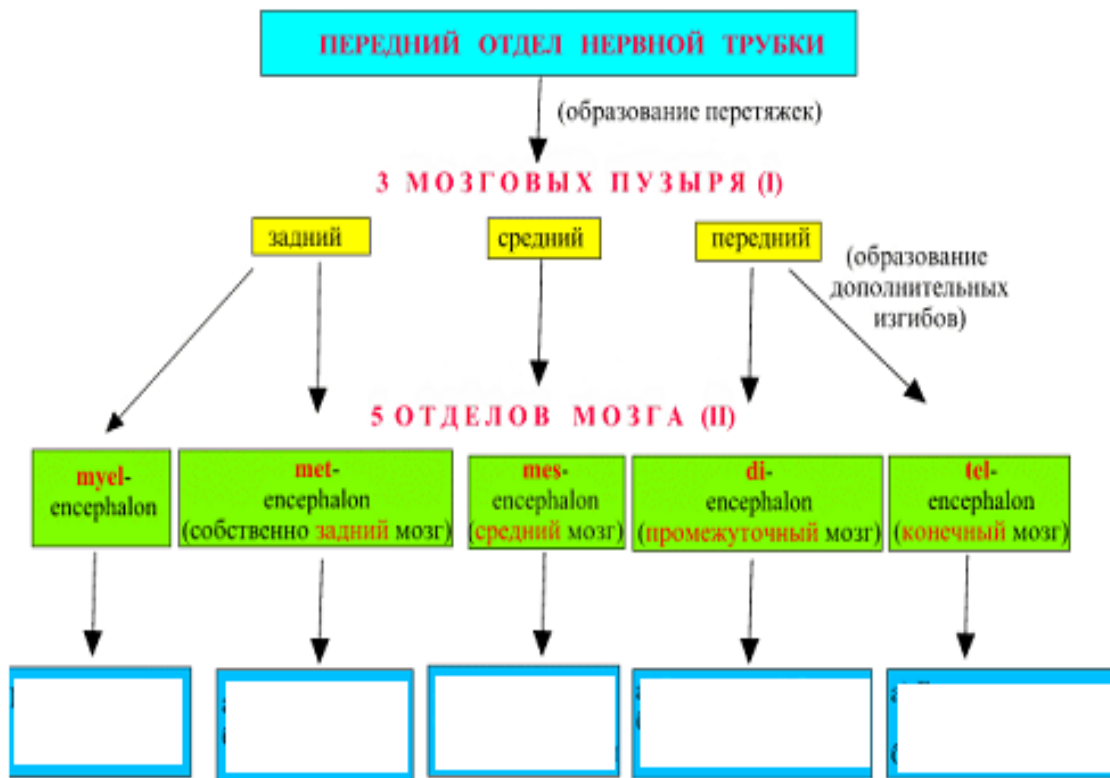 ПЕРЕДНИЙ ОТДЕЛ НЕРВНОЙ ТРУБКИ
(образование перетяжек)
3 МОЗГОВЫХ ПУЗЫРЯ (I)
задний
средний
передний
(образование
дополнительных
изгибов)
5 ОТДЕЛОВ МОЗГА (II)
myel-
encephalon
met-
encephalon
(собственно задний мозг)
mes-
encephalon
(средний мозг)
di-
encephalon
(промежуточный мозг)
tel-
encephalon
(конечный мозг)